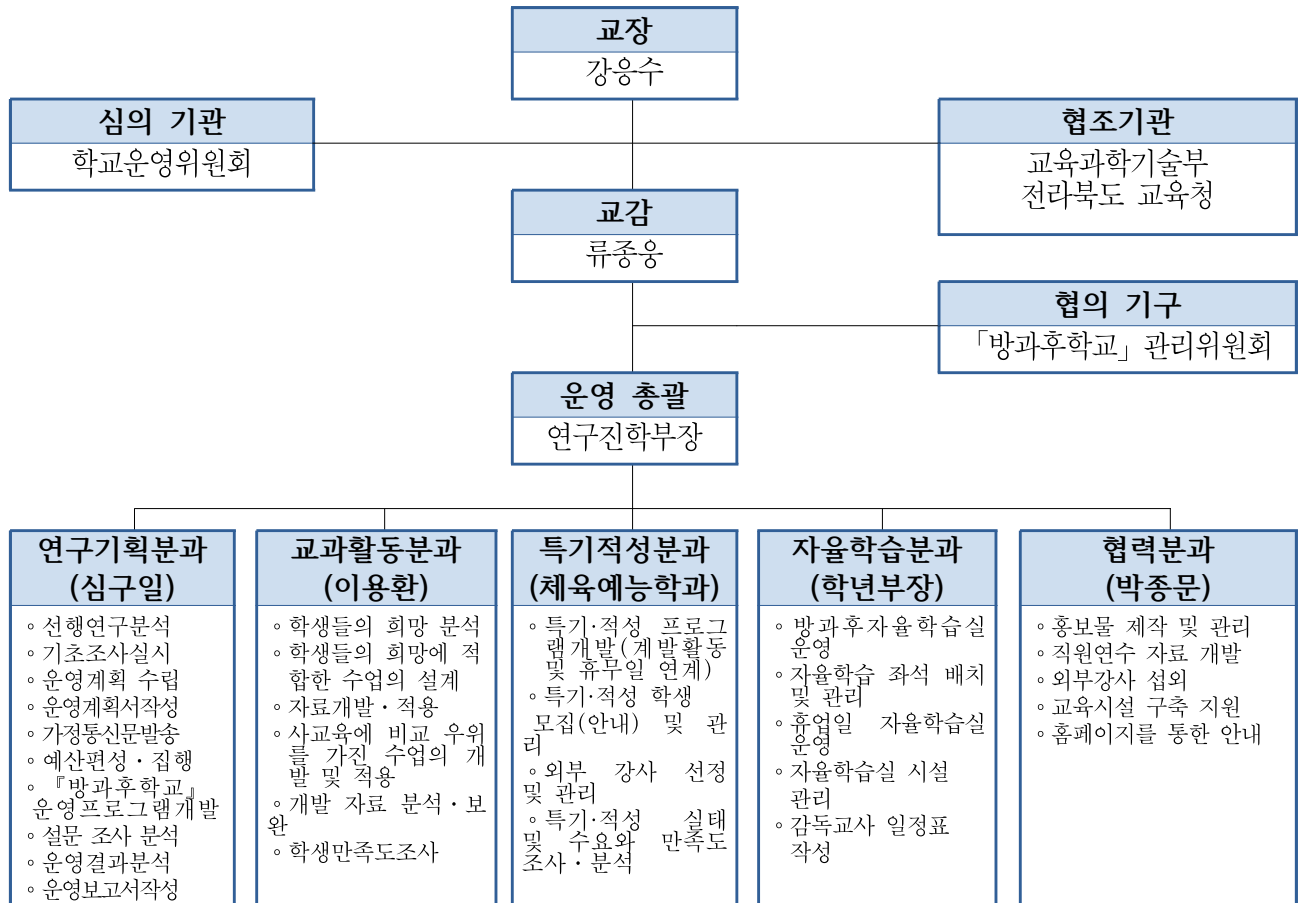 교장
강응수
심의 기관
학교운영위원회
협조기관
교육과학기술부
전라북도 교육청
교감
류종웅
협의 기구
「방과후학교」관리위원회
운영 총괄
연구진학부장
연구기획분과
(심구일)
◦선행연구분석
◦기초조사실시
◦운영계획 수립
◦운영계획서작성
◦가정통신문발송
◦예산편성・집행
◦『방과후학교』
운영프로그램개발
◦설문 조사 분석
◦운영결과분석
◦운영보고서작성
교과활동분과
(이용환)
◦학생들의 희망 분석
◦학생들의 희망에 적
합한 수업의 설계
◦자료개발・적용
◦사교육에 비교 우위
를 가진 수업의 개
발 및 적용
◦개발 자료 분석・보
완
◦학생만족도조사
특기적성분과
(체육예능학과)
◦특기·적성 프로그
램개발(계발활동
및 휴무일 연계)
◦특기·적성 학생
모집(안내) 및 관
리
◦외부 강사 선정
및 관리
◦특기·적성 실태
및 수요와 만족도
조사・분석
자율학습분과
(학년부장)
◦방과후자율학습실
운영
◦자율학습 좌석 배치
및 관리
◦휴업일 자율학습실
운영
◦자율학습실 시설
관리
◦감독교사 일정표
작성
협력분과
(박종문)
◦홍보물 제작 및 관리
◦직원연수 자료 개발
◦외부강사 섭외
◦교육시설 구축 지원
◦홈페이지를 통한 안내